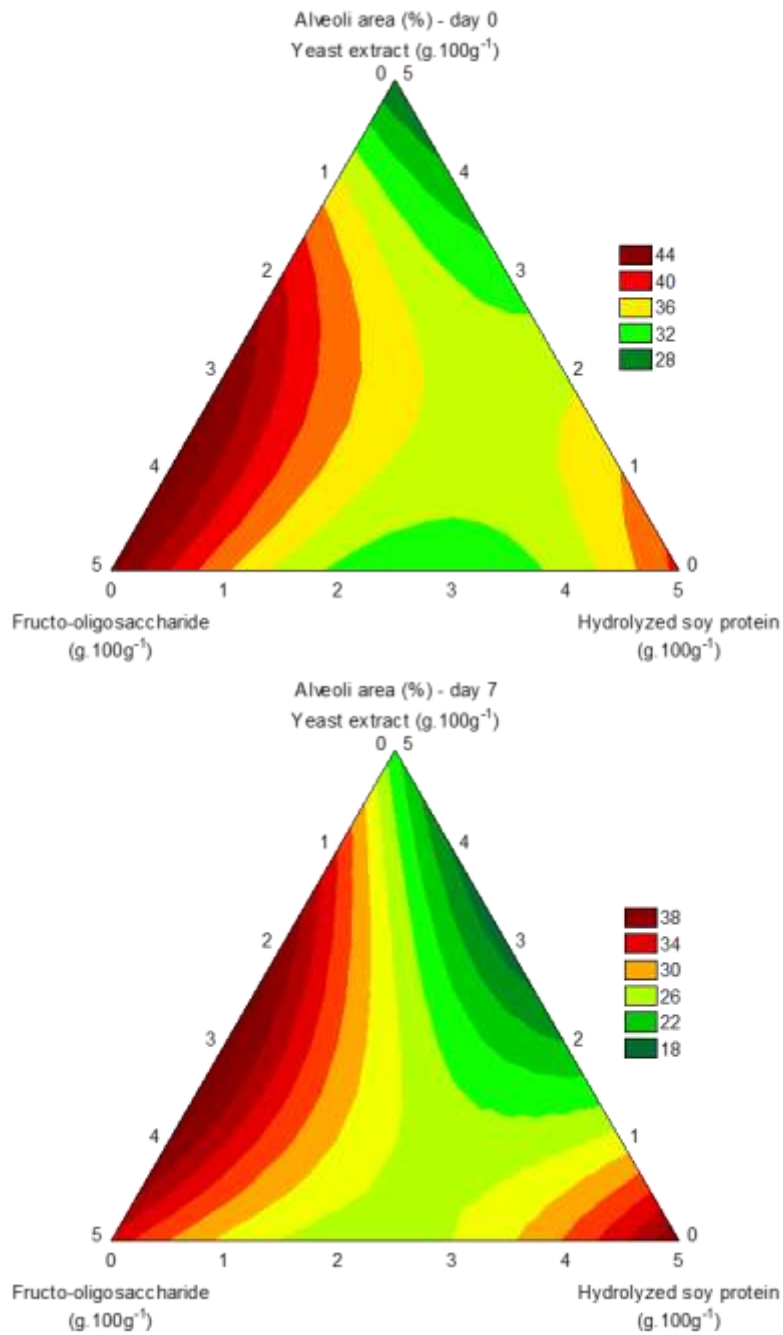 Alveoli area (%) - day 0
Yeast extract (g.100g⁻¹)
0 5
1 4
2 3
3 2
4 1
5 0
0 1 2 3 4 5
44
40
36
32
28
Fructo-oligosaccharide
(g.100g⁻¹)
Hydrolyzed soy protein
(g.100g⁻¹)
Alveoli area (%) - day 7
Yeast extract (g.100g⁻¹)
0 5
1 4
2 3
3 2
4 1
5 0
0 1 2 3 4 5
38
34
30
26
22
18
Fructo-oligosaccharide
(g.100g⁻¹)
Hydrolyzed soy protein
(g.100g⁻¹)